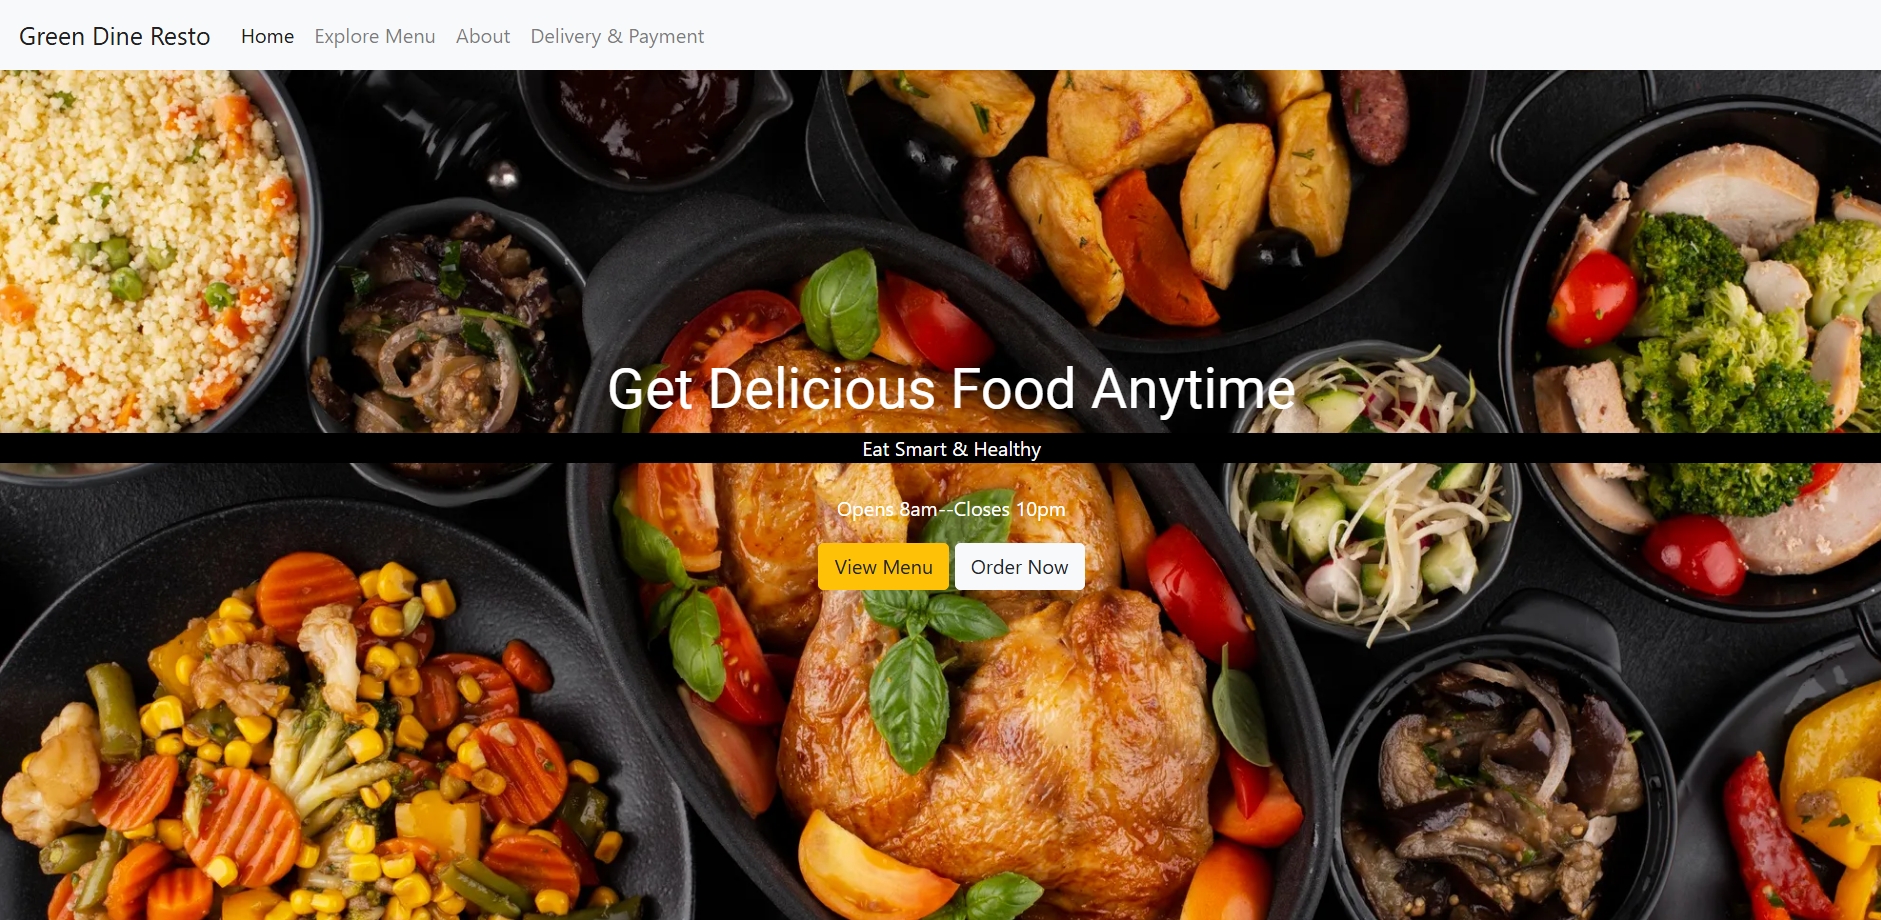 Green Dine Resto Home Explore Menu About Delivery & Payment
Get Delicious Food Anytime
Eat Smart & Healthy
Opens 8am--Closes 10pm
View Menu Order Now